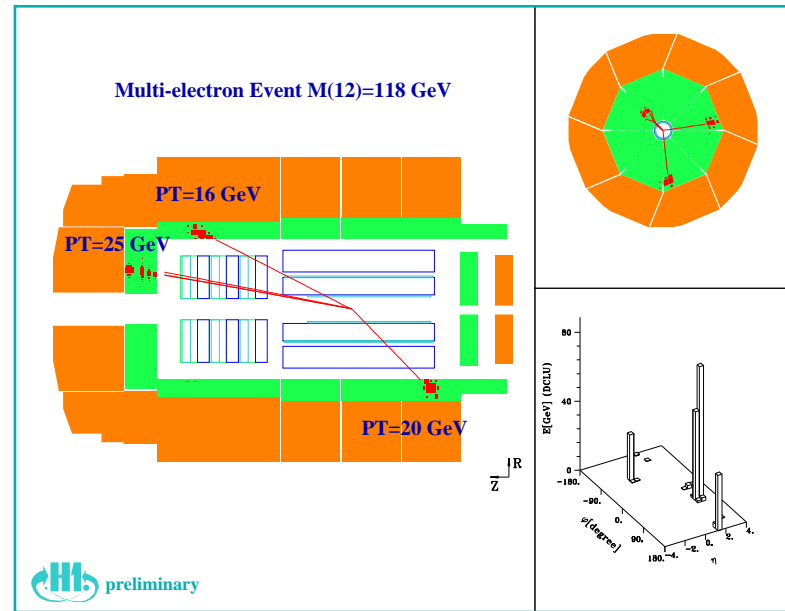 Multi-electron Event M(12)=118 GeV
PT=16 GeV
PT=25 GeV
PT=20 GeV
R
Z
H1 preliminary
E[GeV] (DCLU)
80
40
0
-180.
-90.
0.
90.
180.
φ[degree]
-4.
-2.
0.
2.
4.
η